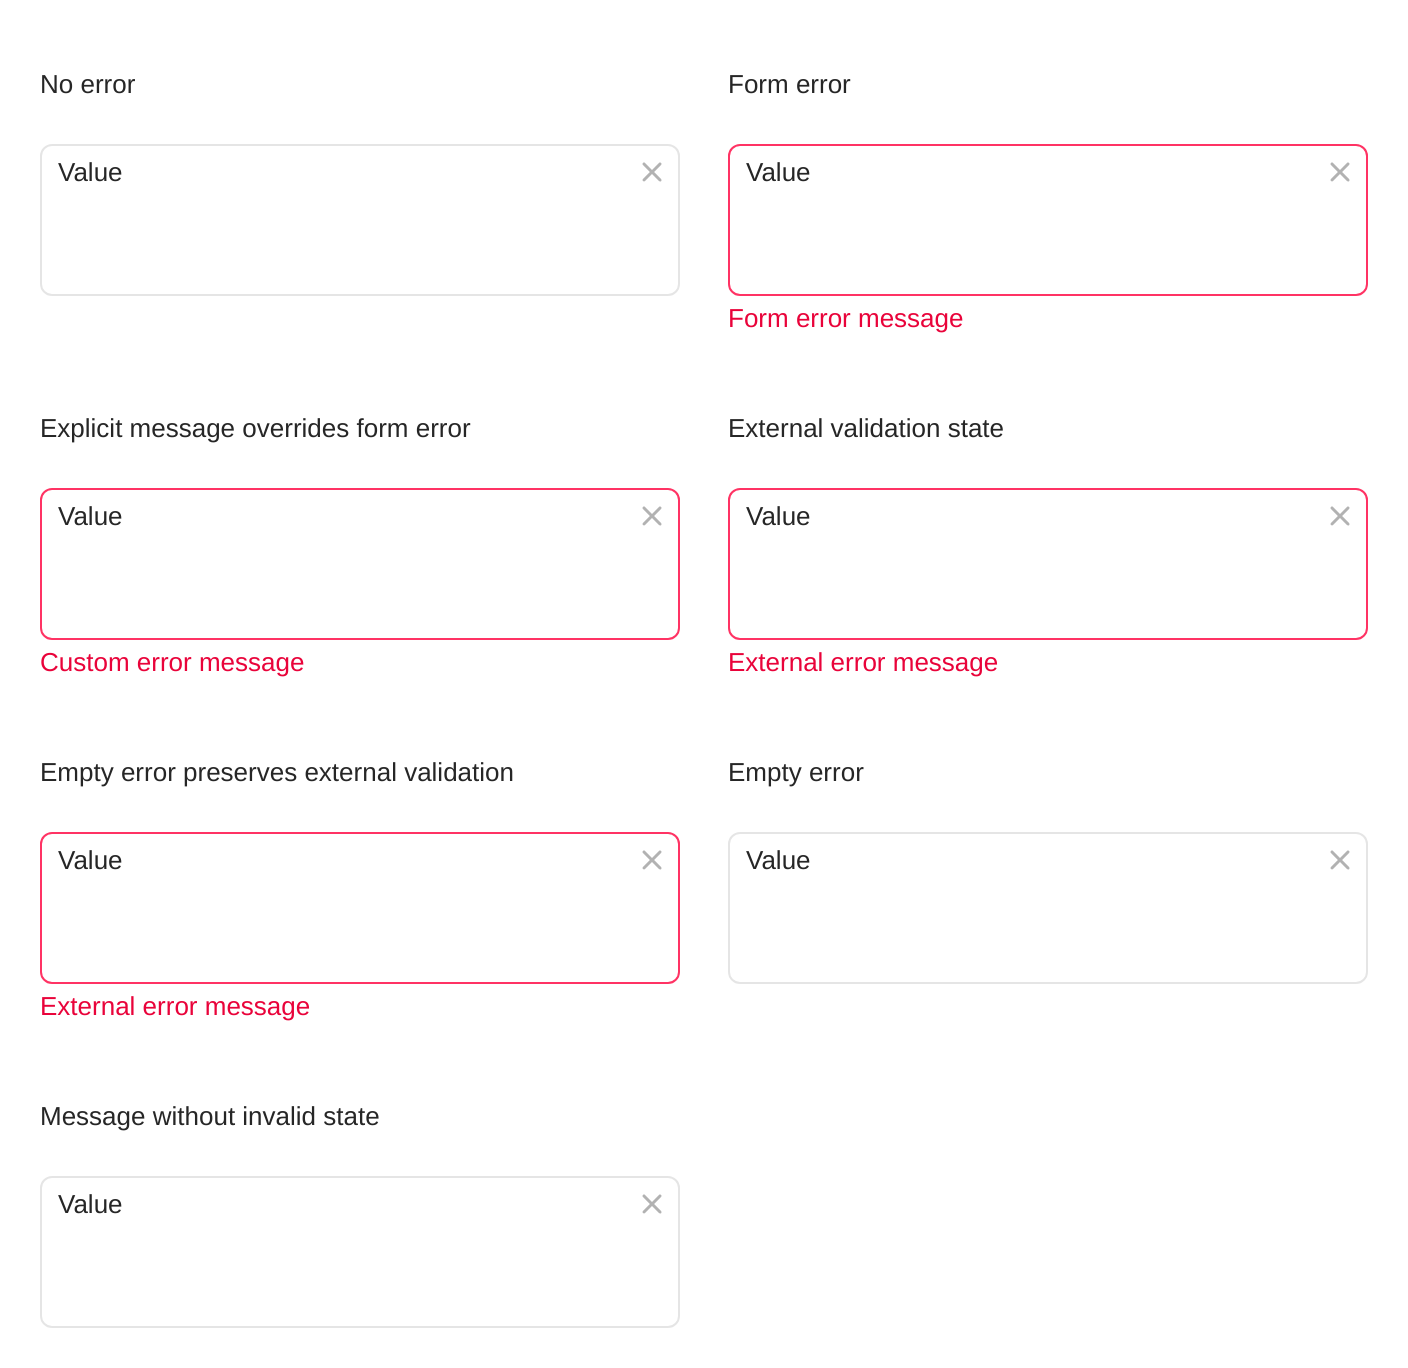 No error
Form error
Value
Value
Form error message
Explicit message overrides form error
External validation state
Value
Value
Custom error message
External error message
Empty error preserves external validation
Empty error
Value
Value
External error message
Message without invalid state
Value